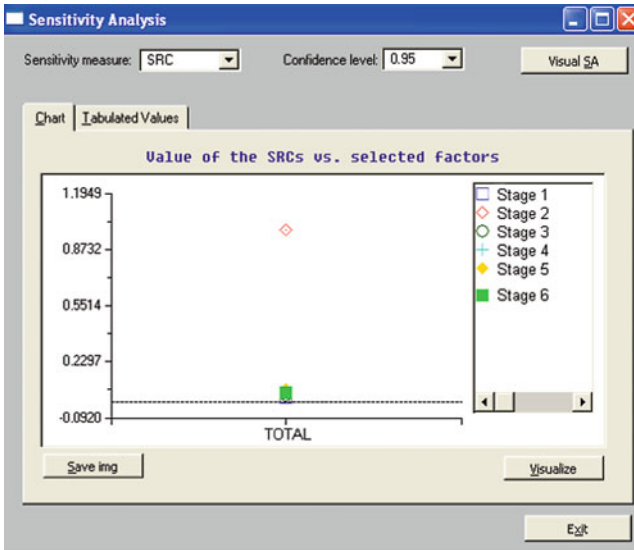 Sensitivity Analysis
Sensitivity measure: SRC Confidence level: 0.95 Visual SA
Chart Tabulated Values
Value of the SRCs vs. selected factors
1.1949
0.8732
0.5514
0.2297
-0.0920
TOTAL
Stage 1
Stage 2
Stage 3
Stage 4
Stage 5
Stage 6
Save img Visualize
Exit